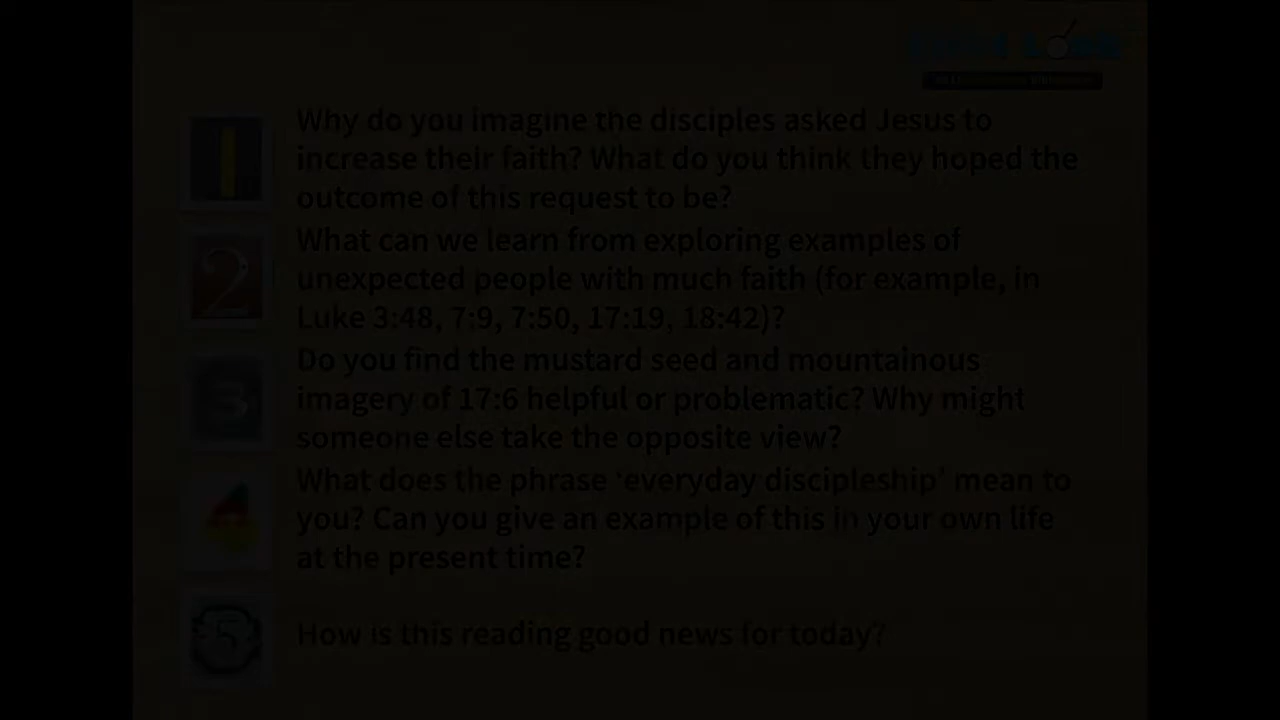 1
Why do you imagine the disciples asked Jesus to
increase their faith? What do you think they hoped the
outcome of this request to be?
2
What can we learn from exploring examples of
unexpected people with much faith (for example, in
Luke 3:48, 7:9, 7:50, 17:19, 18:42)?
3
Do you find the mustard seed and mountainous
imagery of 17:6 helpful or problematic? Why might
someone else take the opposite view?
4
What does the phrase ‘everyday discipleship’ mean to
you? Can you give an example of this in your own life
at the present time?
5
How is this reading good news for today?